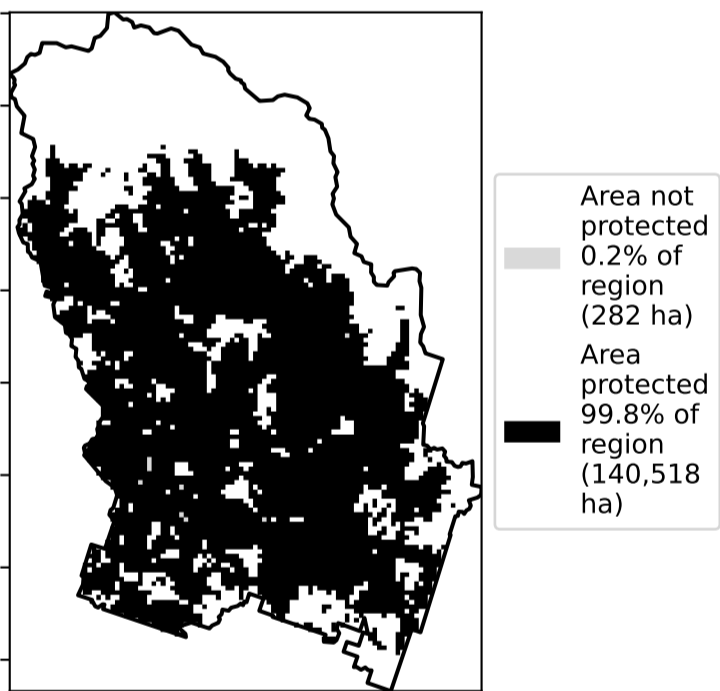 Area not
protected
0.2% of
region
(282 ha)
Area
protected
99.8% of
region
(140,518
ha)